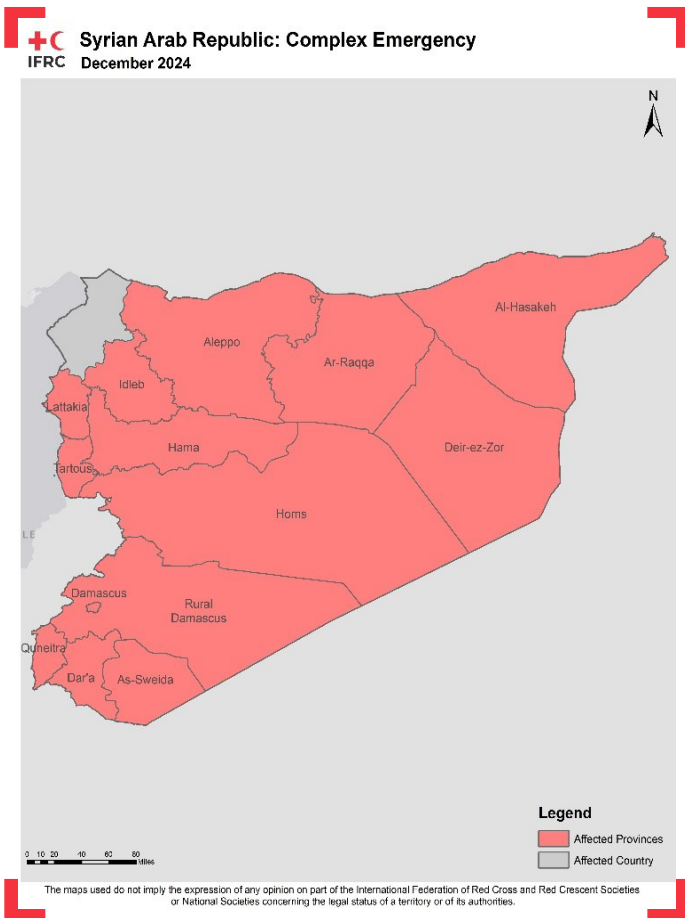 Syrian Arab Republic: Complex Emergency
IFRC
December 2024
N
Al-Hasakeh
Aleppo
Ar-Raqqa
Idleb
Lattakia
Hama
Deir-ez-Zor
Tartous
Homs
LE
Damascus
Rural
Damascus
Quneitra
Dar'a
As-Sweida
Legend
Affected Provinces
Affected Country
0 10 20 40 60 80
Miles
The maps used do not imply the expression of any opinion on part of the International Federation of Red Cross and Red Crescent Societies
or National Societies concerning the legal status of a territory or of its authorities.